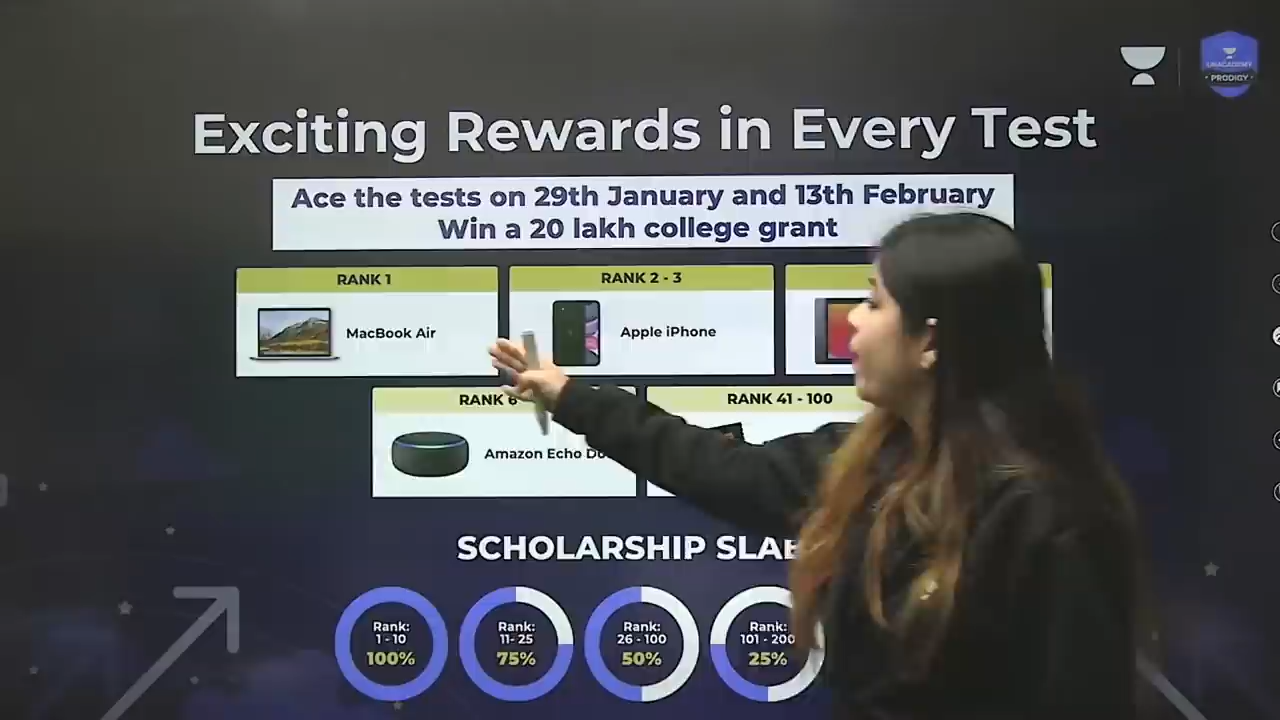 UNACADEMY
PRODIGY
Exciting Rewards in Every Test
Ace the tests on 29th January and 13th February
Win a 20 lakh college grant
RANK 1
RANK 2 - 3
MacBook Air
Apple iPhone
RANK 6
RANK 41 - 100
Amazon Echo
SCHOLARSHIP
Rank:
1 - 10
100%
Rank:
11- 25
75%
Rank:
26 - 100
50%
Rank:
101 - 200
25%